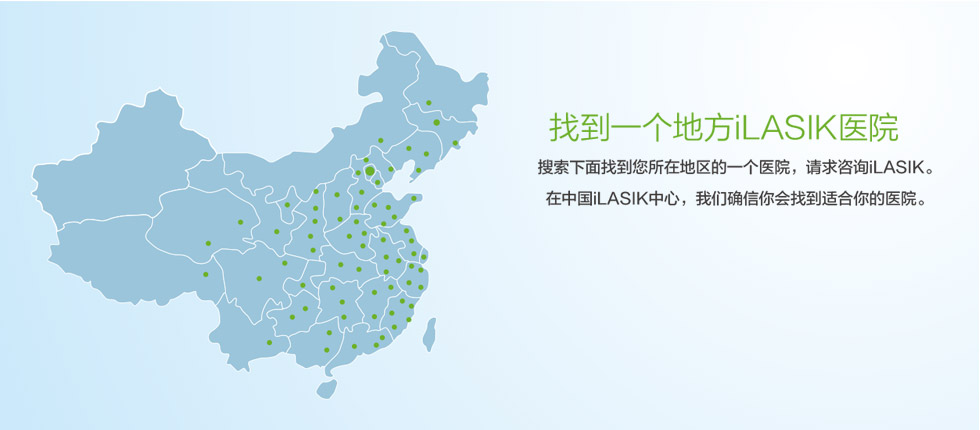 找到一个地方iLASIK医院
搜索下面找到您所在地区的一个医院，请求咨询iLASIK。
在中国iLASIK中心，我们确信你会找到适合你的医院。